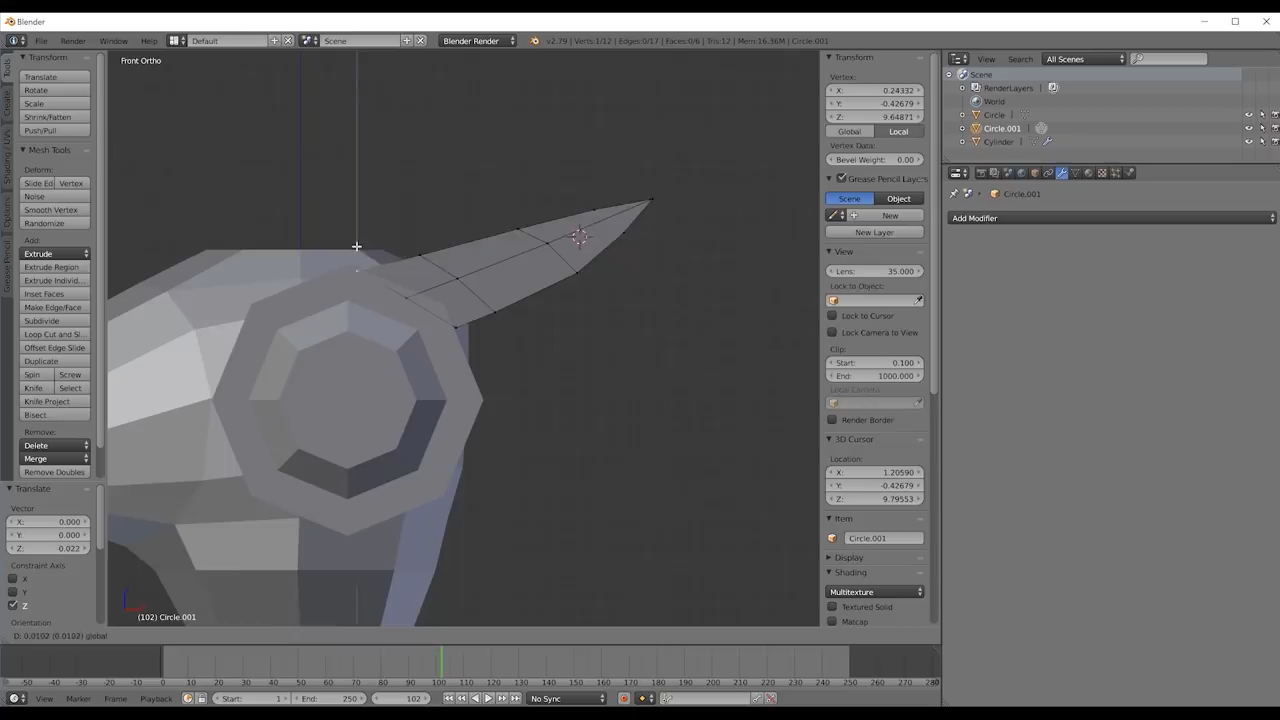 Blender
File Render Window Help Default Scene Blender Render v2.79 | Verts:1/12 | Edges:0/17 | Faces:0/6 | Tris:12 | Mem:16.36M | Circle.001
Tools
Create
Shading / UVs
Options
Grease Pencil
Transform
Translate
Rotate
Scale
Shrink/Fatten
Push/Pull
Mesh Tools
Deform:
Slide Ed Vertex
Noise
Smooth Vertex
Randomize
Add:
Extrude
Extrude Region
Extrude Individ...
Inset Faces
Make Edge/Face
Subdivide
Loop Cut and Sl...
Offset Edge Slide
Duplicate
Spin Screw
Knife Select
Knife Project
Bisect
Remove:
Delete
Merge
Remove Doubles
Translate
Vector
X: 0.000
Y: 0.000
Z: -0.022
Constraint Axis
X
Y
Z
Orientation
Front Ortho
(102) Circle.001
D: 0.0102 (0.0102) global
Transform
Vertex:
X: 0.24332
Y: -0.42679
Z: 9.64871
Global Local
Vertex Data:
Bevel Weight: 0.00
Grease Pencil Layers
Scene Object
New
New Layer
View
Lens: 35.000
Lock to Object:
Lock to Cursor
Lock Camera to View
Clip:
Start: 0.100
End: 1000.000
Local Camera:
Render Border
3D Cursor
Location:
X: 1.20590
Y: -0.42679
Z: 9.79553
Item
Circle.001
Display
Shading
Multitexture
Textured Solid
Matcap
View Search All Scenes
Scene
RenderLayers
World
Circle
Circle.001
Cylinder
Circle.001
Add Modifier
-50 -40 -30 -20 -10 0 10 20 30 40 50 60 70 80 90 100 110 120 130 140 150 160 170 180 190 200 210 220 230 240 250 260 270 280
View Marker Frame Playback Start: 1 End: 250 102 No Sync